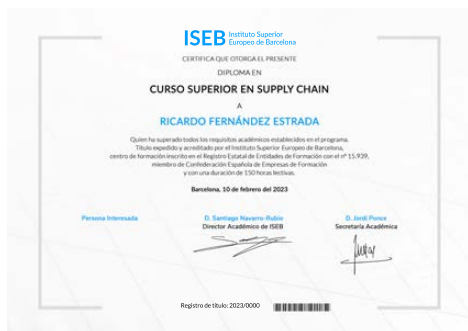 ISEB Instituto Superior
Europeo de Barcelona
CERTIFICA QUE OTORGA EL PRESENTE
DIPLOMA EN
CURSO SUPERIOR EN SUPPLY CHAIN
A
RICARDO FERNÁNDEZ ESTRADA
Quien ha superado todos los requisitos académicos establecidos en el programa.
Título expedido y acreditado por el Instituto Superior Europeo de Barcelona,
centro de formación inscrito en el Registro Estatal de Entidades de Formación con el nº 15.939,
miembro de Confederación Española de Empresas de Formación
y con una duración de 150 horas lectivas.
Barcelona, 10 de febrero del 2023
Persona Interesada
D. Santiago Navarro-Rubio
Director Académico de ISEB
D. Jordi Ponce
Secretaría Académica
Registro de título: 2023/0000